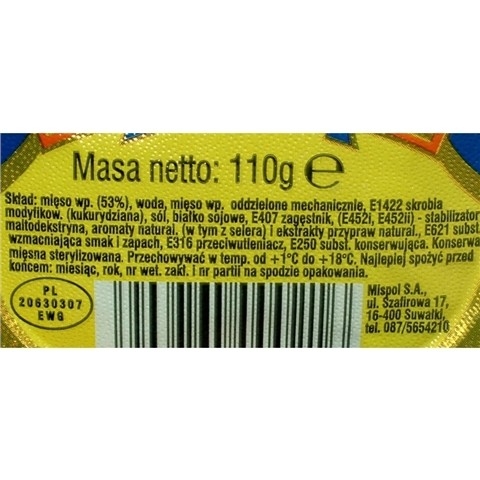 Masa netto: 110g e
Skład: mięso wp. (53%), woda, mięso wp. oddzielone mechanicznie, E1422 skrobia
modyfikow. (kukurydziana), sól, białko sojowe, E407 zagęstnik, (E452i, E452ii) - stabilizator
maltodekstryna, aromaty natural. (w tym z selera) i ekstrakty przypraw natural., E621 subst.
wzmacniająca smak i zapach, E316 przeciwutleniacz, E250 subst. konserwująca. Konserwa
mięsna sterylizowana. Przechowywać w temp. od +1°C do +18°C. Najlepiej spożyć przed
końcem: miesiąc, rok, nr wet. zakł. i nr partii na spodzie opakowania.
PL
20630307
EWG
Mispol S.A.,
ul. Szafirowa 17,
16-400 Suwałki,
tel. 087/5654210